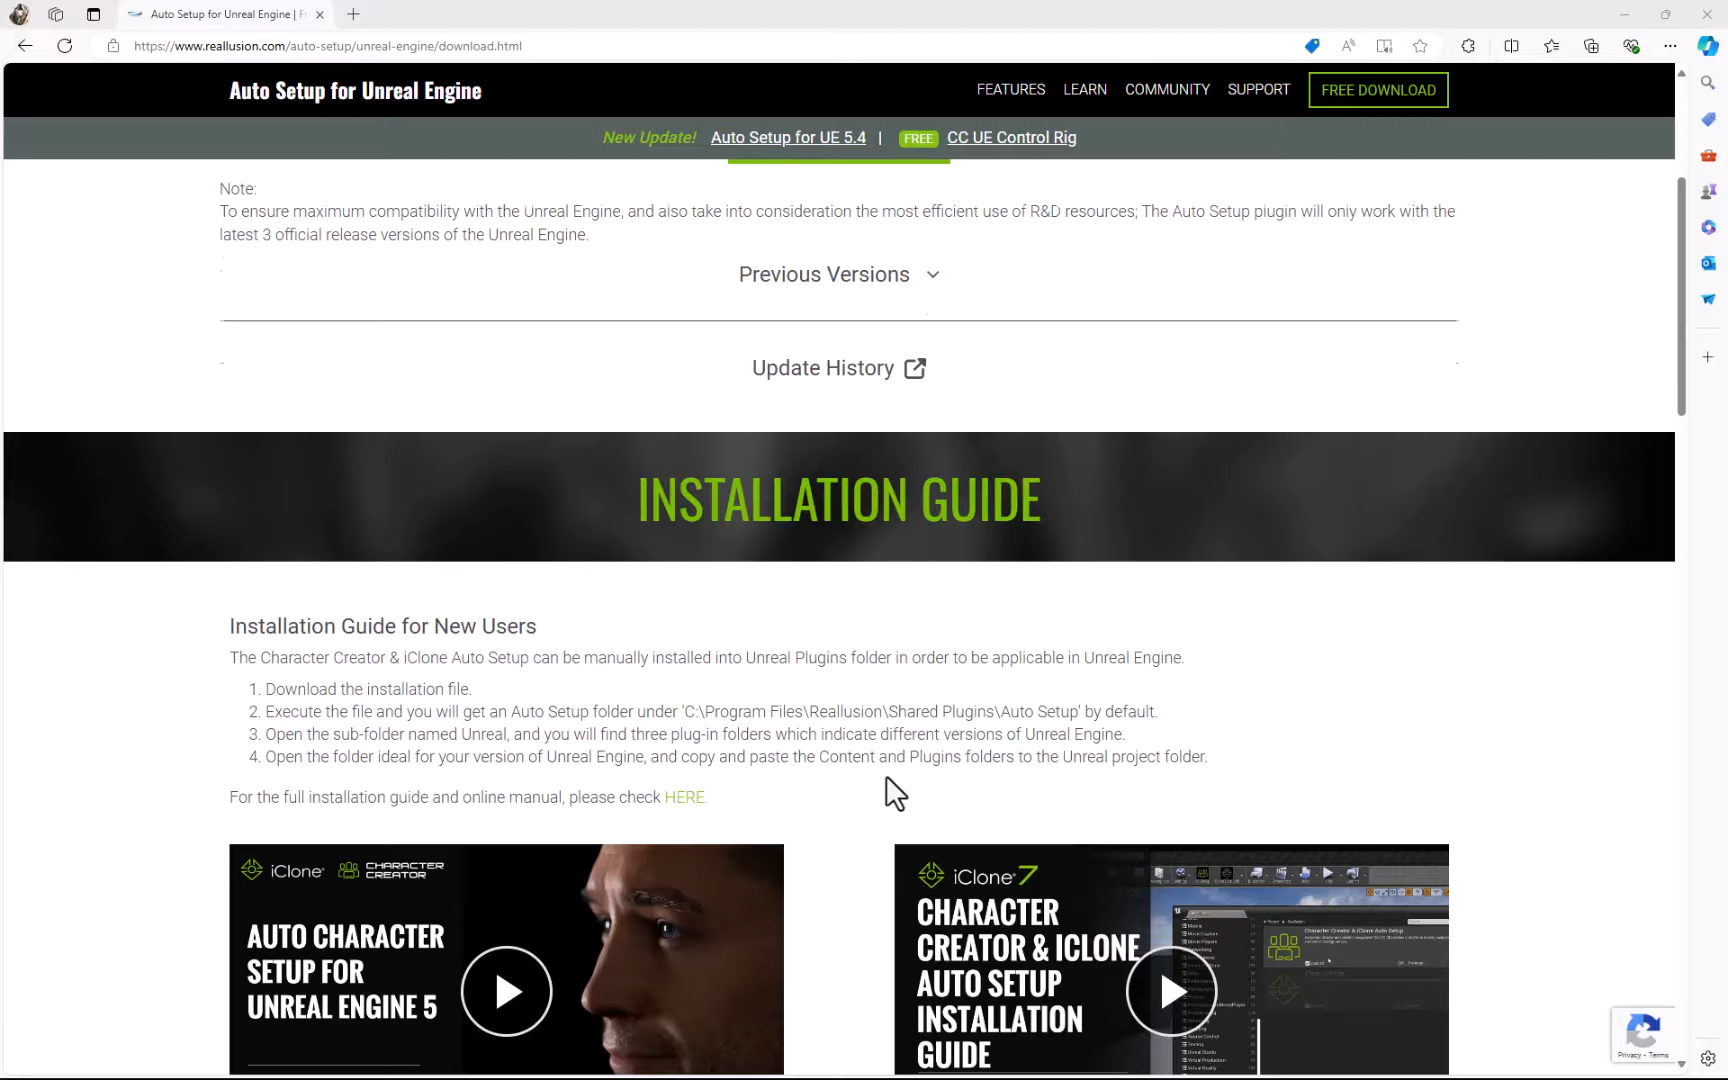 Auto Setup for Unreal Engine | F
https://www.reallusion.com/auto-setup/unreal-engine/download.html
Auto Setup for Unreal Engine
FEATURES LEARN COMMUNITY SUPPORT FREE DOWNLOAD
New Update! Auto Setup for UE 5.4 | FREE CC UE Control Rig
Note:
To ensure maximum compatibility with the Unreal Engine, and also take into consideration the most efficient use of R&D resources; The Auto Setup plugin will only work with the
latest 3 official release versions of the Unreal Engine.
Previous Versions
Update History
INSTALLATION GUIDE
Installation Guide for New Users
The Character Creator & iClone Auto Setup can be manually installed into Unreal Plugins folder in order to be applicable in Unreal Engine.
1. Download the installation file.
2. Execute the file and you will get an Auto Setup folder under 'C:\Program Files\Reallusion\Shared Plugins\Auto Setup' by default.
3. Open the sub-folder named Unreal, and you will find three plug-in folders which indicate different versions of Unreal Engine.
4. Open the folder ideal for your version of Unreal Engine, and copy and paste the Content and Plugins folders to the Unreal project folder.
For the full installation guide and online manual, please check HERE.
iClone CHARACTER CREATOR
AUTO CHARACTER
SETUP FOR
UNREAL ENGINE 5
iClone 7
CHARACTER
CREATOR & ICLONE
AUTO SETUP
INSTALLATION
GUIDE
Character Creator & iClone Auto Setup
Privacy - Terms